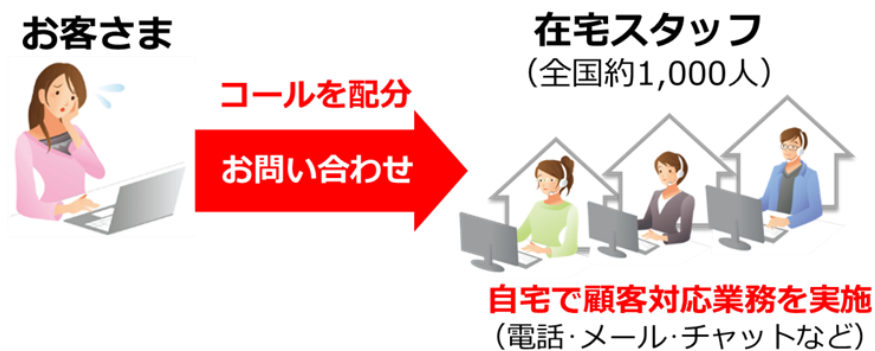 お客さま
コールを配分
お問い合わせ
在宅スタッフ
（全国約1,000人）
自宅で顧客対応業務を実施
（電話･メール･チャットなど）